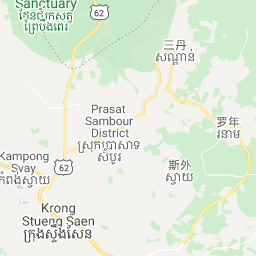 Sanctuary
ដែនជម្រកសត្វ
ព្រៃបឹងពេរ
三丹
សណ្ដាន់
62
Prasat
Sambour
District
ស្រុកប្រាសាទ
សំបូរ
罗年
រនាម
Kampong
Svay
កំពង់ស្វាយ
62
斯外
ស្វាយ
Krong
Stueng Saen
ក្រុងស្ទឹងសែន